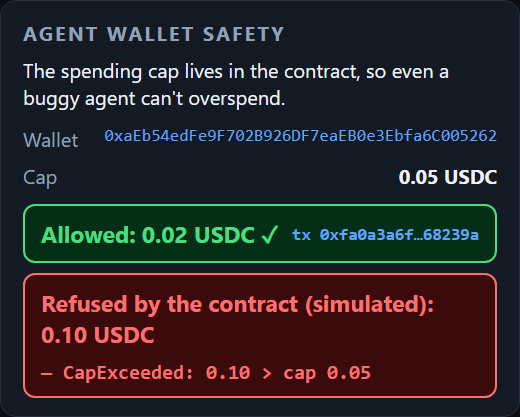 AGENT WALLET SAFETY
The spending cap lives in the contract, so even a
buggy agent can't overspend.
Wallet 0xaEb54edFe9F702B926DF7eaEB0e3Ebfa6C005262
Cap 0.05 USDC
Allowed: 0.02 USDC ✓ tx 0xfa0a3a6f…68239a
Refused by the contract (simulated):
0.10 USDC
— CapExceeded: 0.10 > cap 0.05